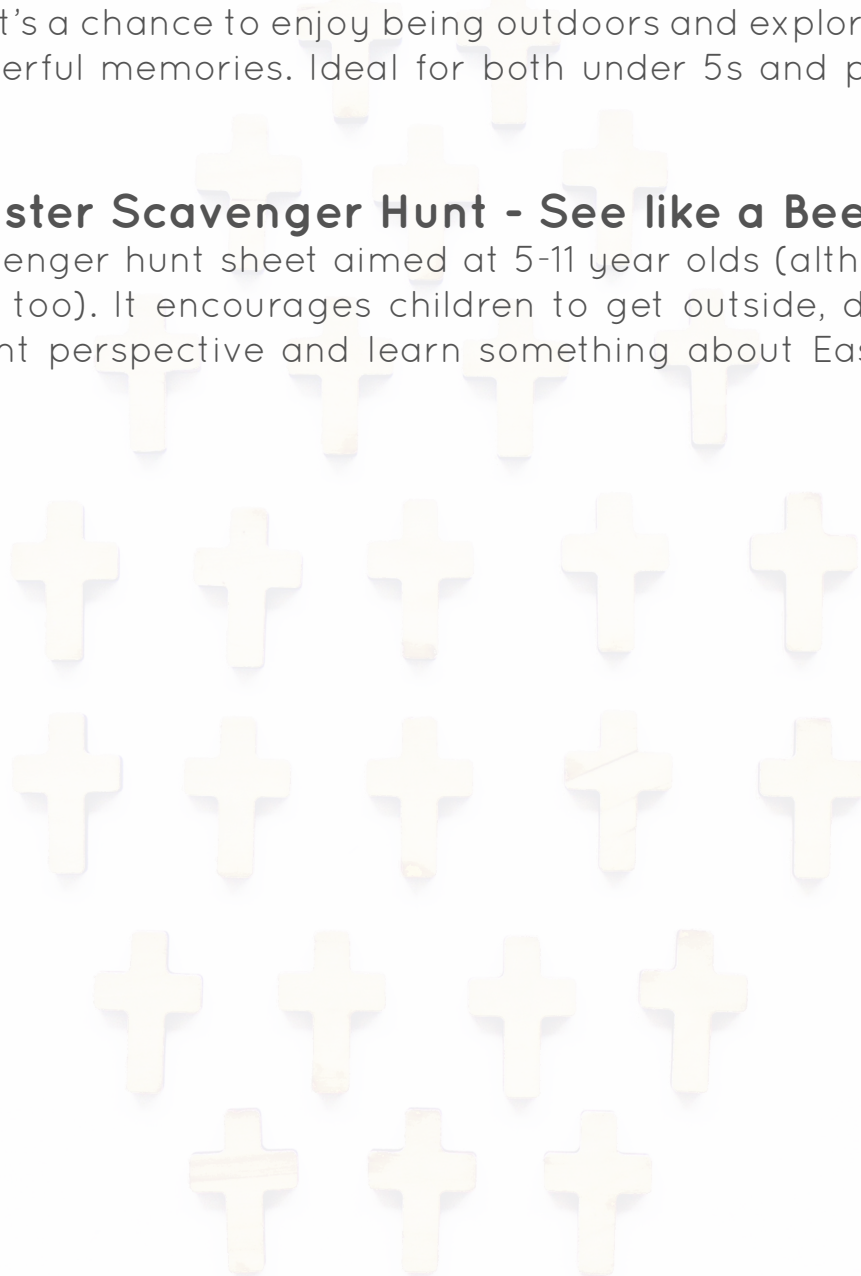 t's a chance to enjoy being outdoors and explor
erful memories. Ideal for both under 5s and p
ster Scavenger Hunt - See like a Bee
enger hunt sheet aimed at 5-11 year olds (alth
too). It encourages children to get outside, d
nt perspective and learn something about Eas